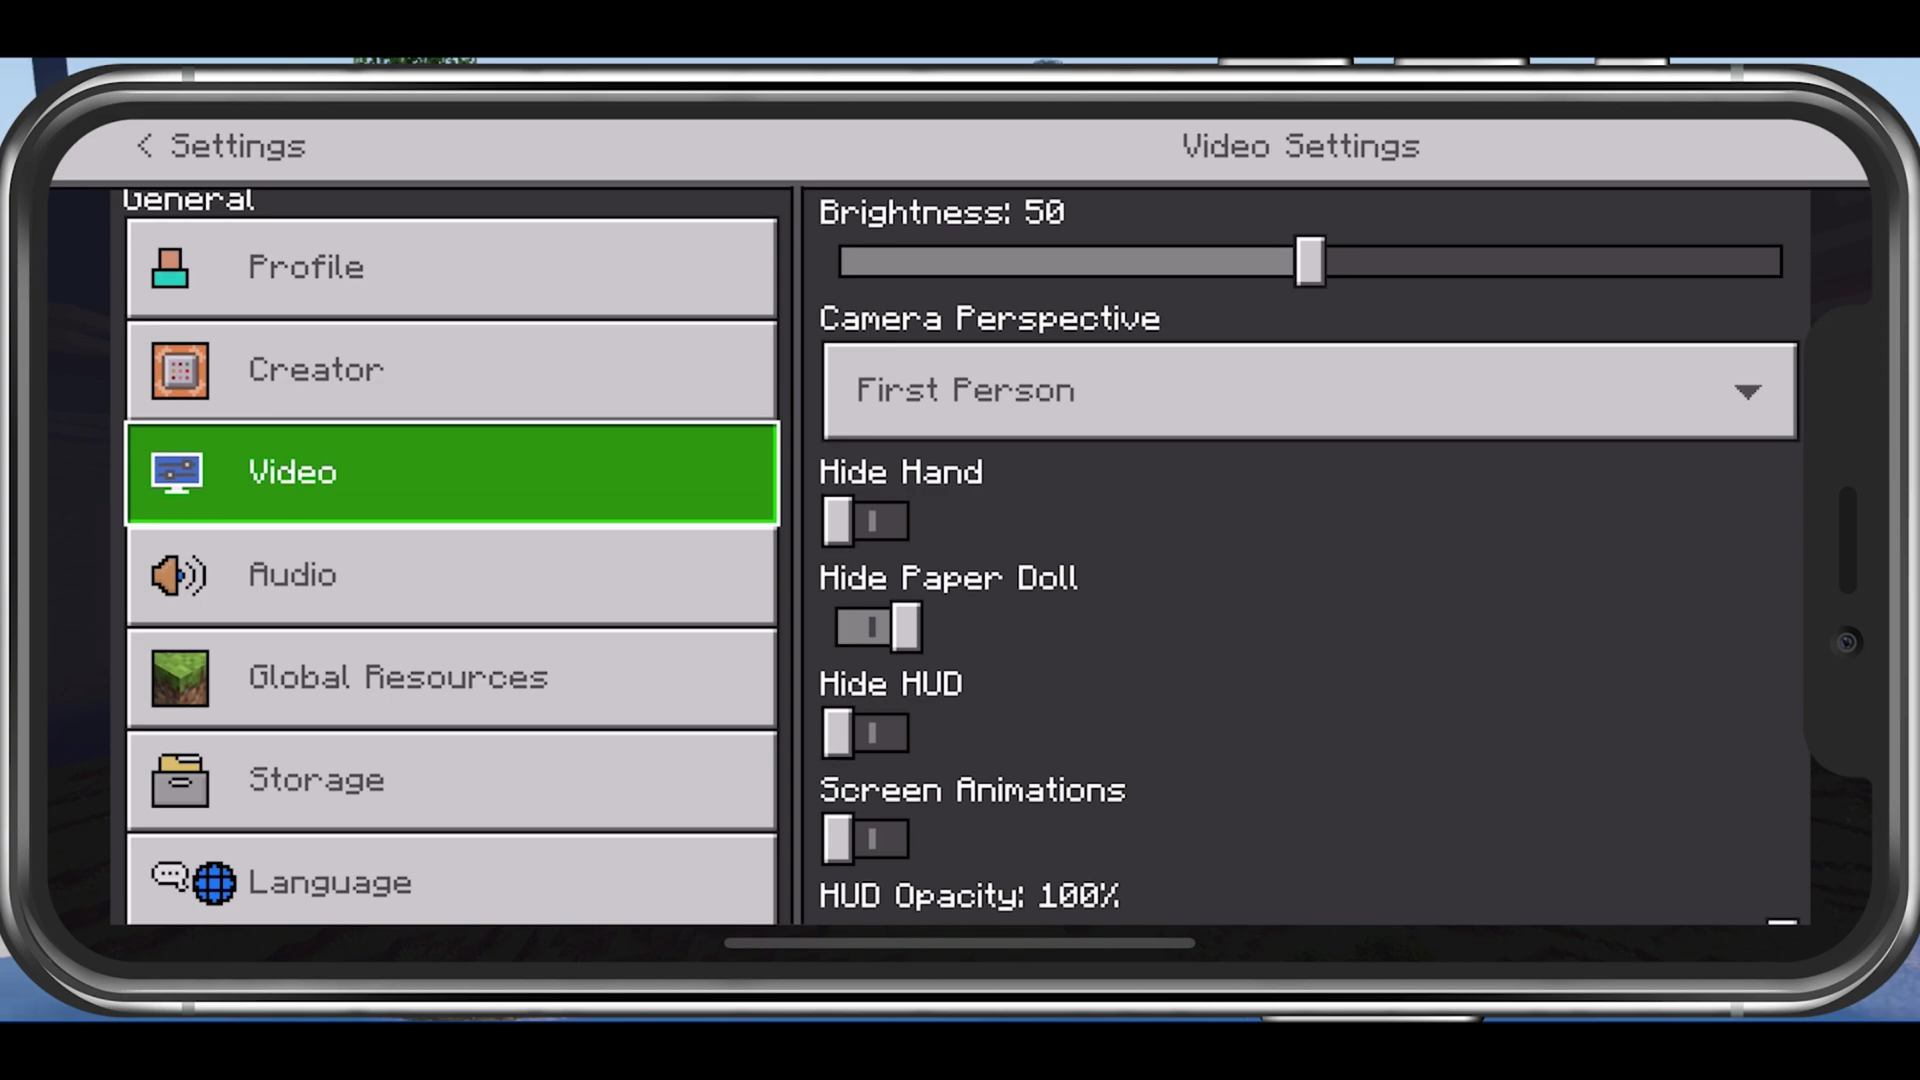 < Settings
Video Settings
General
Profile
Creator
Video
Audio
Global Resources
Storage
Language
Brightness: 50
Camera Perspective
First Person
Hide Hand
Hide Paper Doll
Hide HUD
Screen Animations
HUD Opacity: 100%